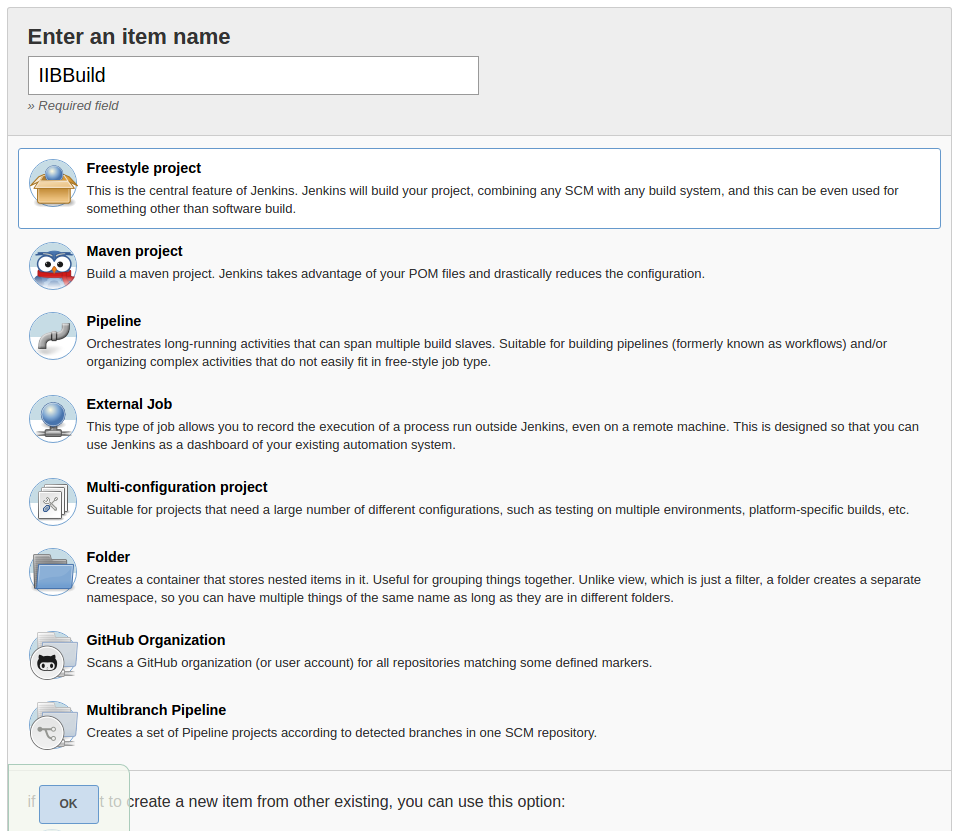 Enter an item name
IIBBuild
» Required field
Freestyle project
This is the central feature of Jenkins. Jenkins will build your project, combining any SCM with any build system, and this can be even used for
something other than software build.
Maven project
Build a maven project. Jenkins takes advantage of your POM files and drastically reduces the configuration.
Pipeline
Orchestrates long-running activities that can span multiple build slaves. Suitable for building pipelines (formerly known as workflows) and/or
organizing complex activities that do not easily fit in free-style job type.
External Job
This type of job allows you to record the execution of a process run outside Jenkins, even on a remote machine. This is designed so that you can
use Jenkins as a dashboard of your existing automation system.
Multi-configuration project
Suitable for projects that need a large number of different configurations, such as testing on multiple environments, platform-specific builds, etc.
Folder
Creates a container that stores nested items in it. Useful for grouping things together. Unlike view, which is just a filter, a folder creates a separate
namespace, so you can have multiple things of the same name as long as they are in different folders.
GitHub Organization
Scans a GitHub organization (or user account) for all repositories matching some defined markers.
Multibranch Pipeline
Creates a set of Pipeline projects according to detected branches in one SCM repository.
if OK t to create a new item from other existing, you can use this option: